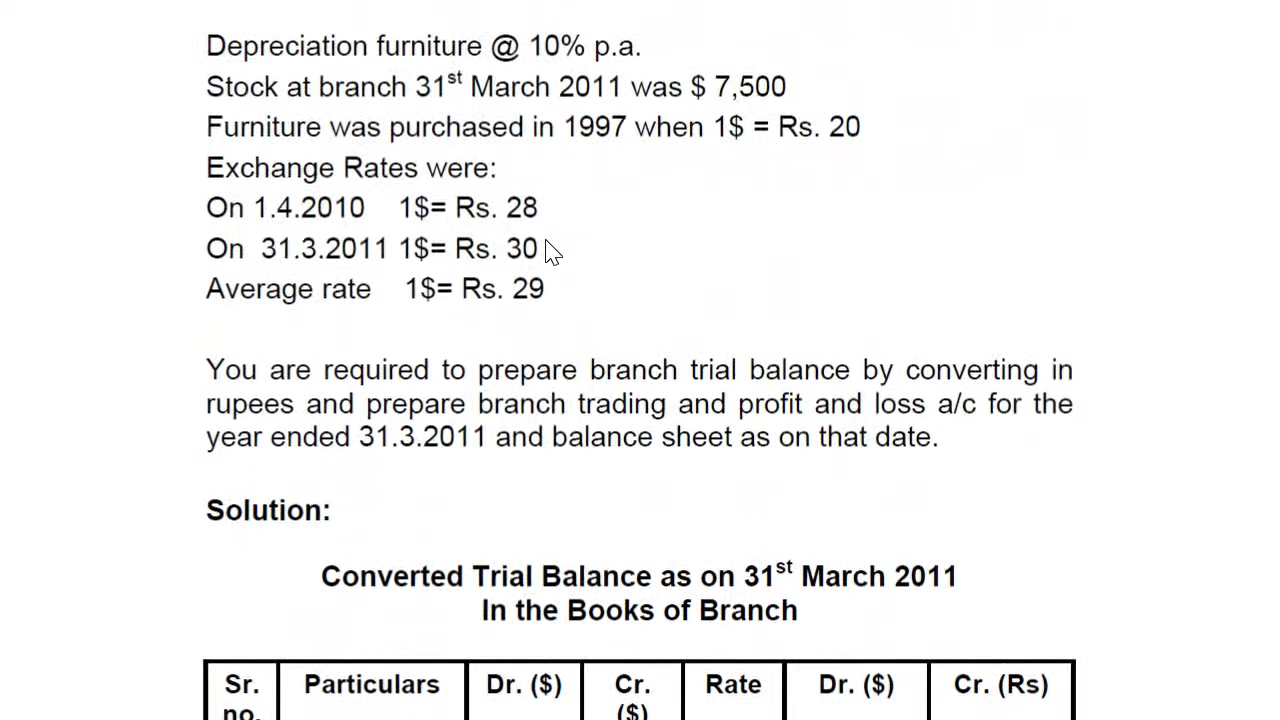 Depreciation furniture @ 10% p.a.
Stock at branch 31st March 2011 was $ 7,500
Furniture was purchased in 1997 when 1$ = Rs. 20
Exchange Rates were:
On 1.4.2010 1$= Rs. 28
On 31.3.2011 1$= Rs. 30
Average rate 1$= Rs. 29
You are required to prepare branch trial balance by converting in
rupees and prepare branch trading and profit and loss a/c for the
year ended 31.3.2011 and balance sheet as on that date.
Solution:
Converted Trial Balance as on 31st March 2011
In the Books of Branch
Sr. Particulars Dr. ($) Cr. Rate Dr. ($) Cr. (Rs)
no. ($)